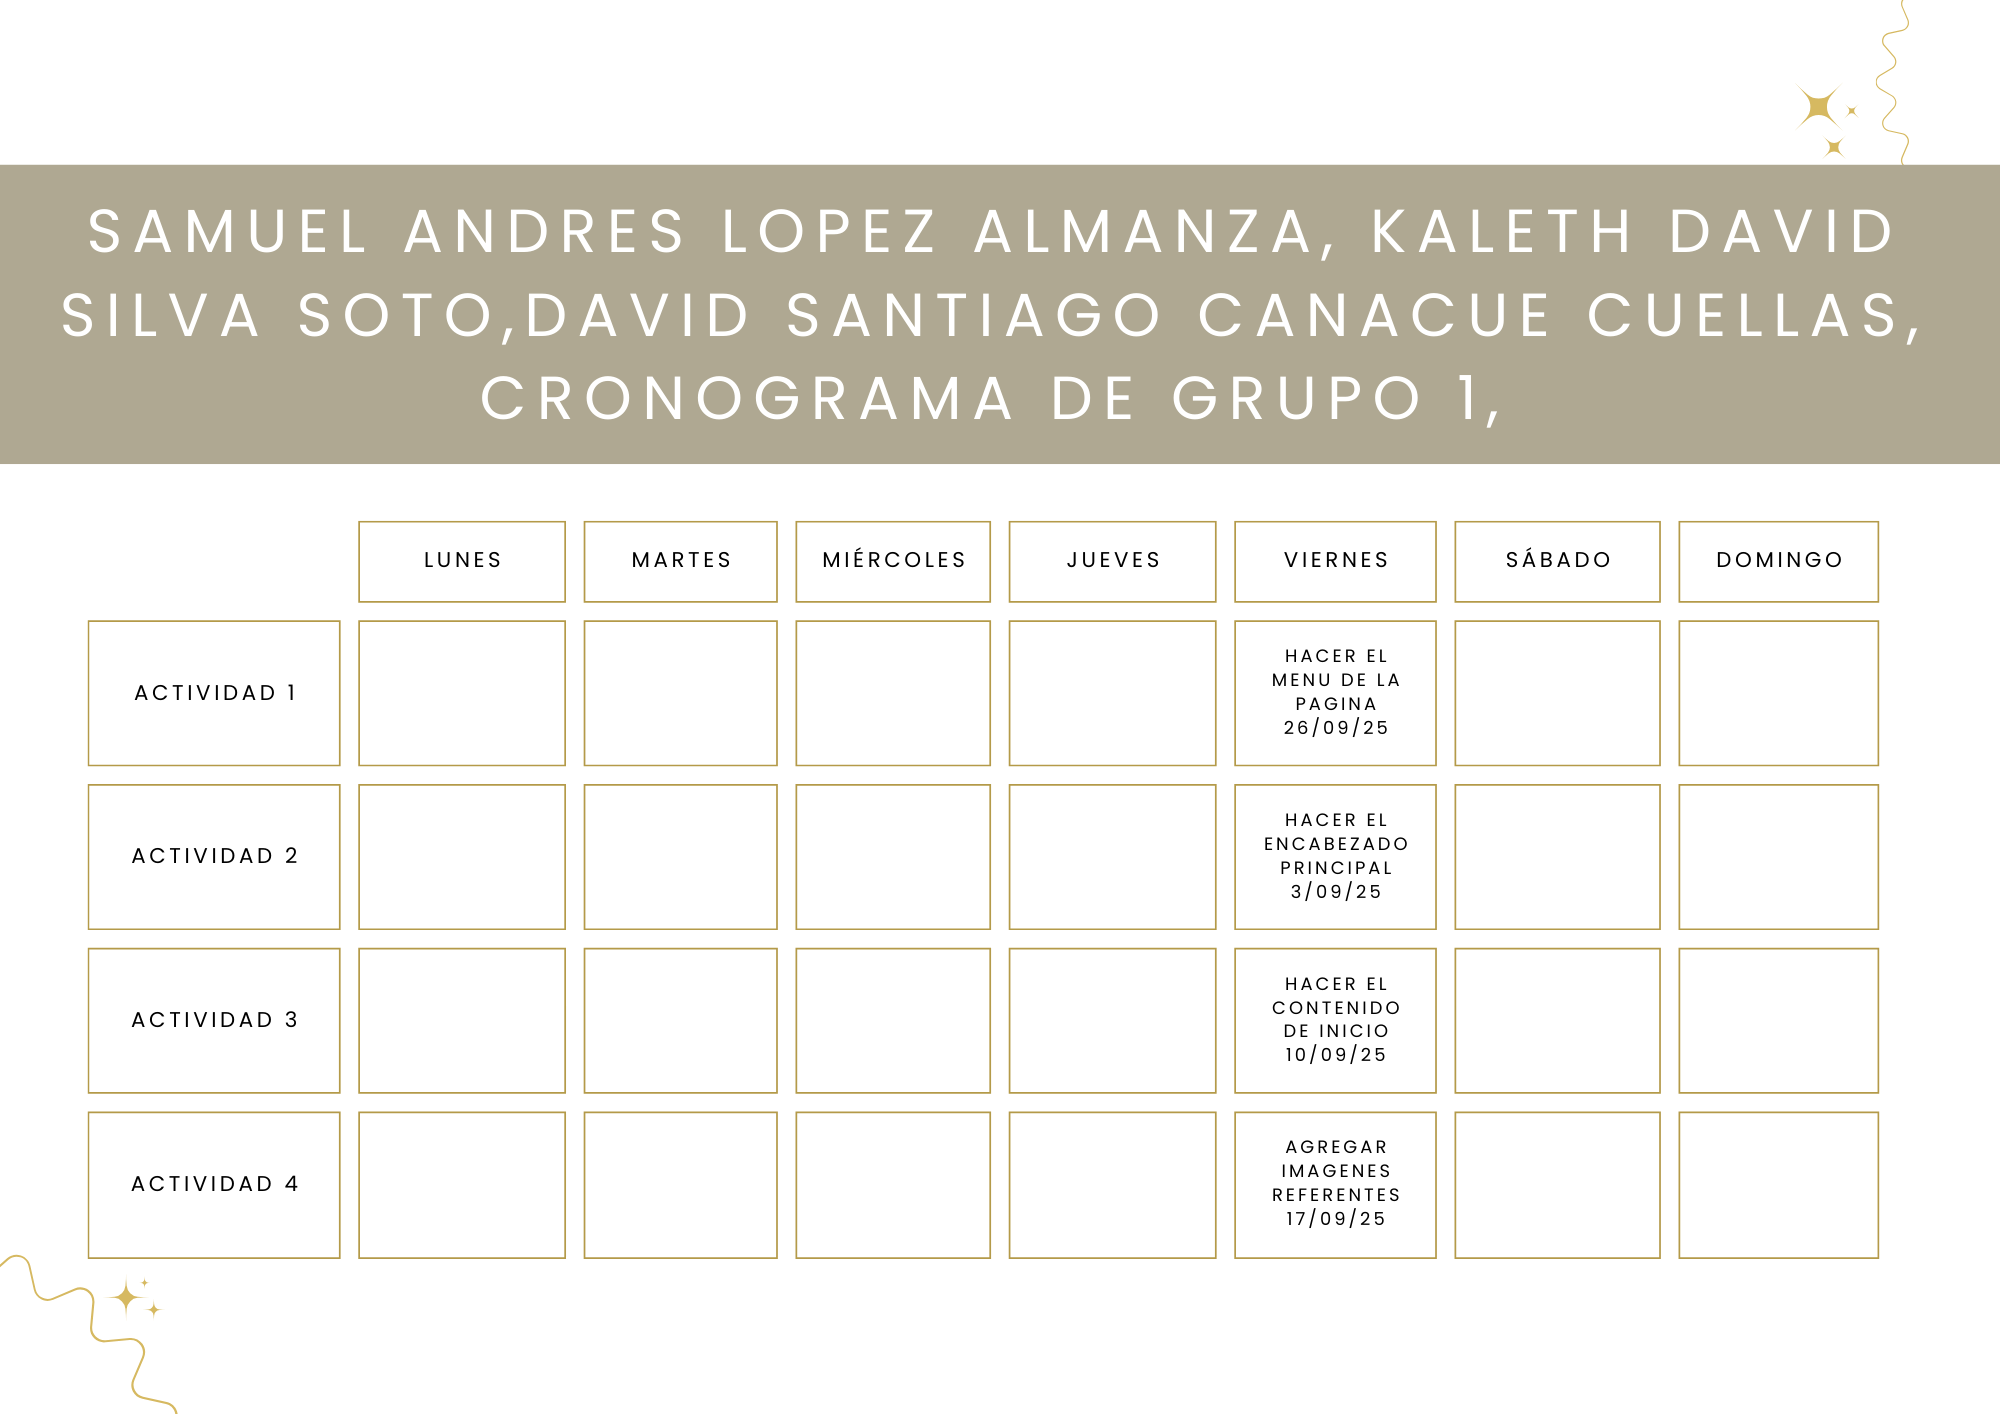 SAMUEL ANDRES LOPEZ ALMANZA, KALETH DAVID
SILVA SOTO,DAVID SANTIAGO CANACUE CUELLAS,
CRONOGRAMA DE GRUPO 1,
LUNES
MARTES
MIÉRCOLES
JUEVES
VIERNES
SÁBADO
DOMINGO
ACTIVIDAD 1
HACER EL
MENU DE LA
PAGINA
26/09/25
ACTIVIDAD 2
HACER EL
ENCABEZADO
PRINCIPAL
3/09/25
ACTIVIDAD 3
HACER EL
CONTENIDO
DE INICIO
10/09/25
ACTIVIDAD 4
AGREGAR
IMAGENES
REFERENTES
17/09/25